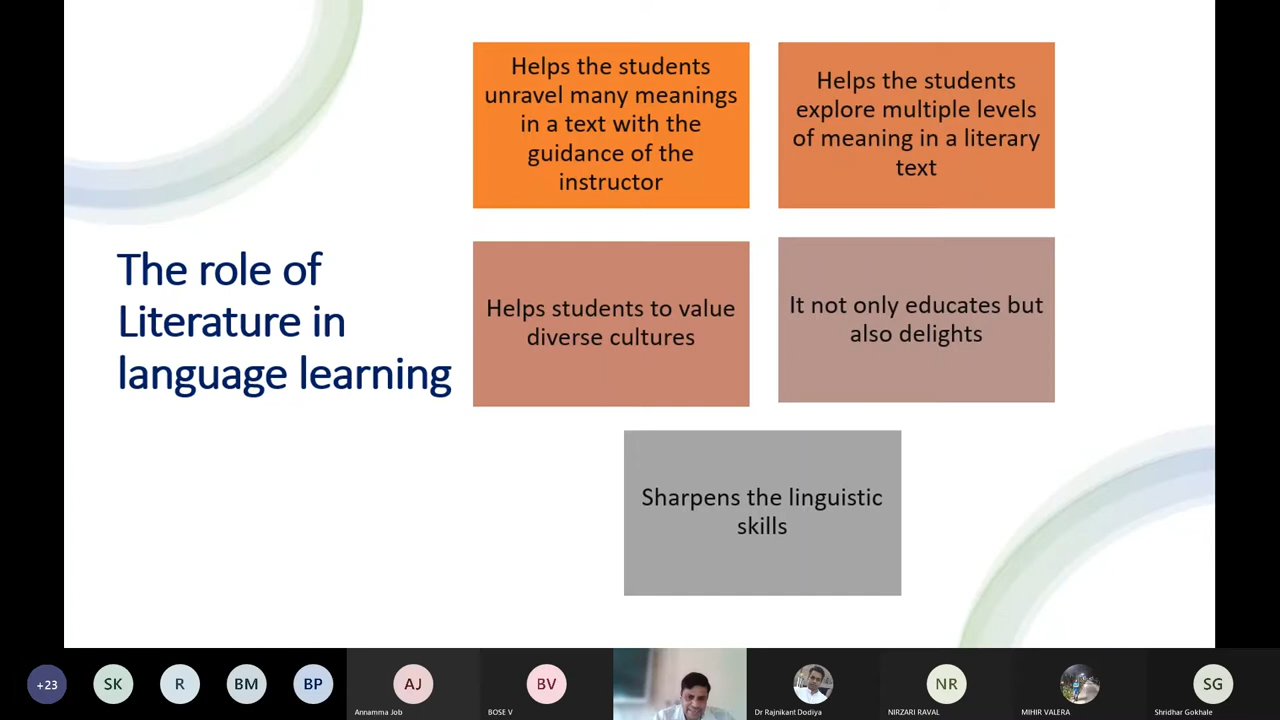 The role of
Literature in
language learning
Helps the students
unravel many meanings
in a text with the
guidance of the
instructor
Helps the students
explore multiple levels
of meaning in a literary
text
Helps students to value
diverse cultures
It not only educates but
also delights
Sharpens the linguistic
skills
+23
SK
R
BM
BP
AJ
Annamma Job
BV
BOSE V
Dr Rajnikant Dodiya
NR
NIRZARI RAVAL
MIHIR VALERA
SG
Shridhar Gokhale